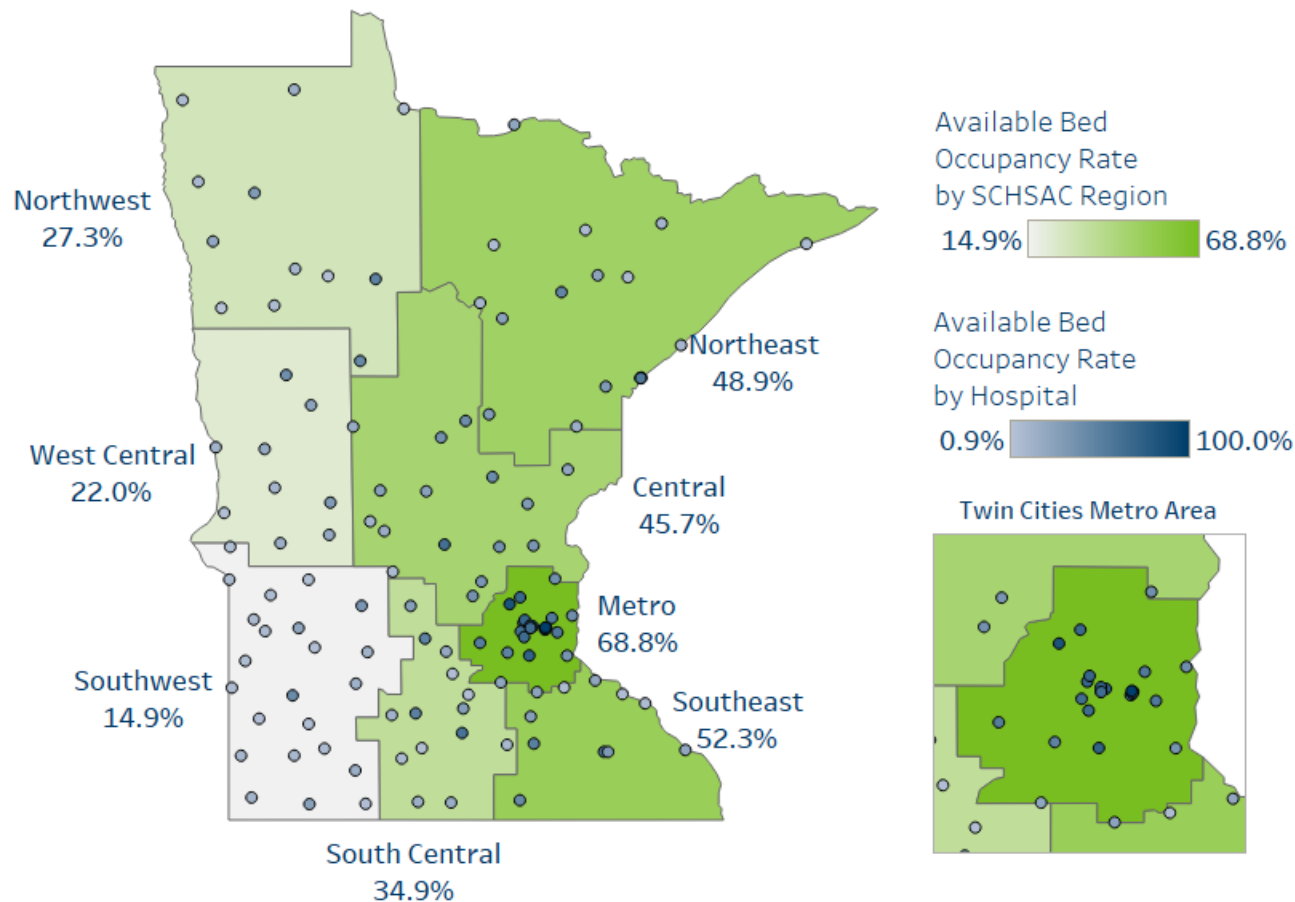 Northwest
27.3%
West Central
22.0%
Southwest
14.9%
South Central
34.9%
Northeast
48.9%
Central
45.7%
Metro
68.8%
Southeast
52.3%
Available Bed
Occupancy Rate
by SCHSAC Region
14.9% 68.8%
Available Bed
Occupancy Rate
by Hospital
0.9% 100.0%
Twin Cities Metro Area